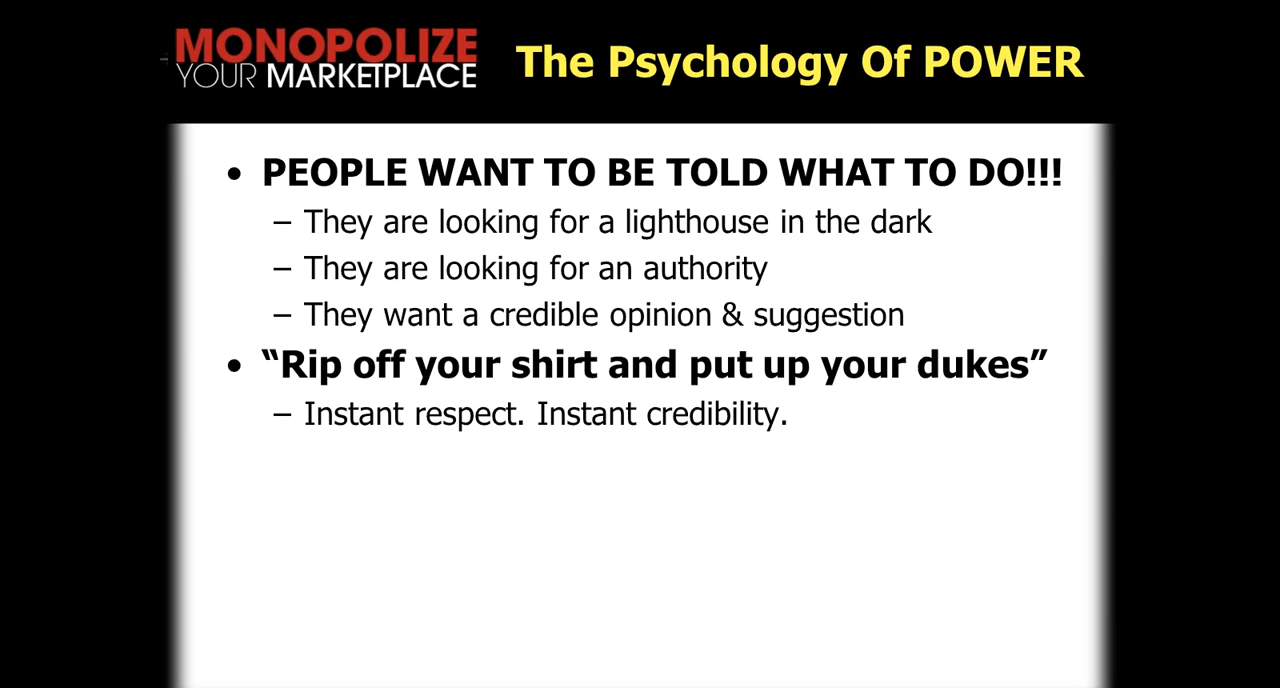 MONOPOLIZE
YOUR MARKETPLACE
The Psychology Of POWER
• PEOPLE WANT TO BE TOLD WHAT TO DO!!!
– They are looking for a lighthouse in the dark
– They are looking for an authority
– They want a credible opinion & suggestion
• “Rip off your shirt and put up your dukes”
– Instant respect. Instant credibility.